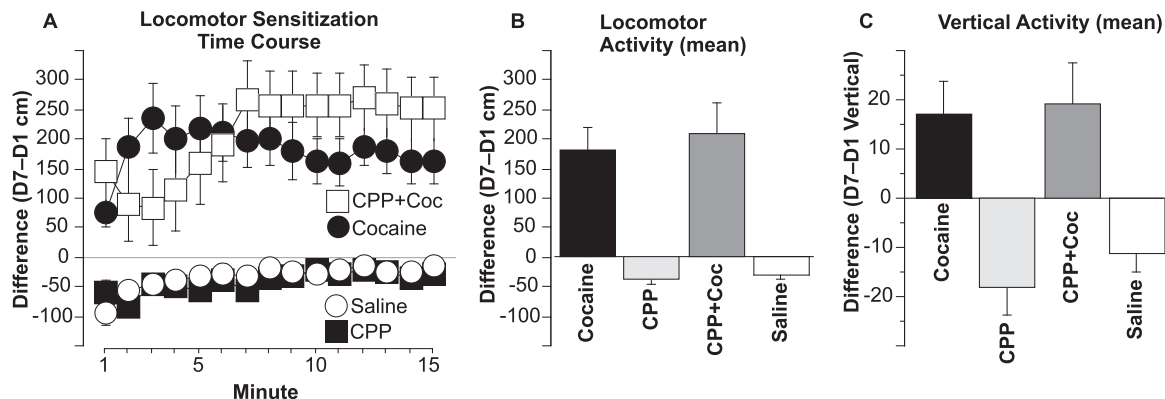 A
Locomotor Sensitization
Time Course
Difference (D7–D1 cm)
300
250
200
150
100
50
0
-50
-100
CPP+Coc
Cocaine
Saline
CPP
1
5
10
15
Minute
B
Locomotor
Activity (mean)
Difference (D7–D1 cm)
300
250
200
150
100
50
0
-50
-100
Cocaine
CPP
CPP+Coc
Saline
C
Vertical Activity (mean)
Difference (D7–D1 Vertical)
20
10
0
-10
-20
Cocaine
CPP
CPP+Coc
Saline